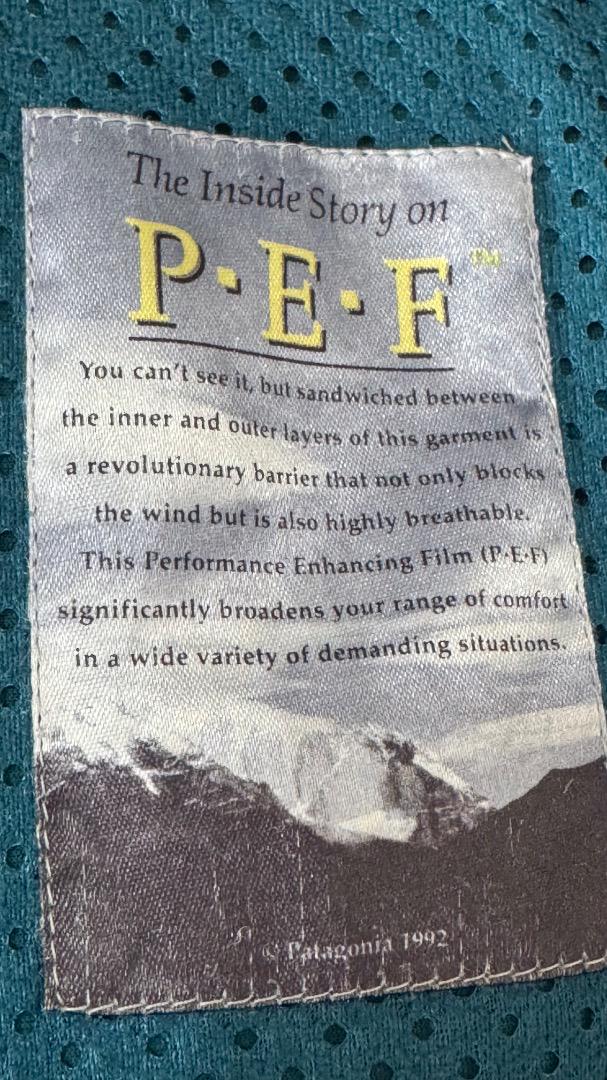 The Inside Story on
P·E·F™
You can't see it, but sandwiched between
the inner and outer layers of this garment is
a revolutionary barrier that not only blocks
the wind but is also highly breathable.
This Performance Enhancing Film (P·E·F)
significantly broadens your range of comfort
in a wide variety of demanding situations.
© Patagonia 1992